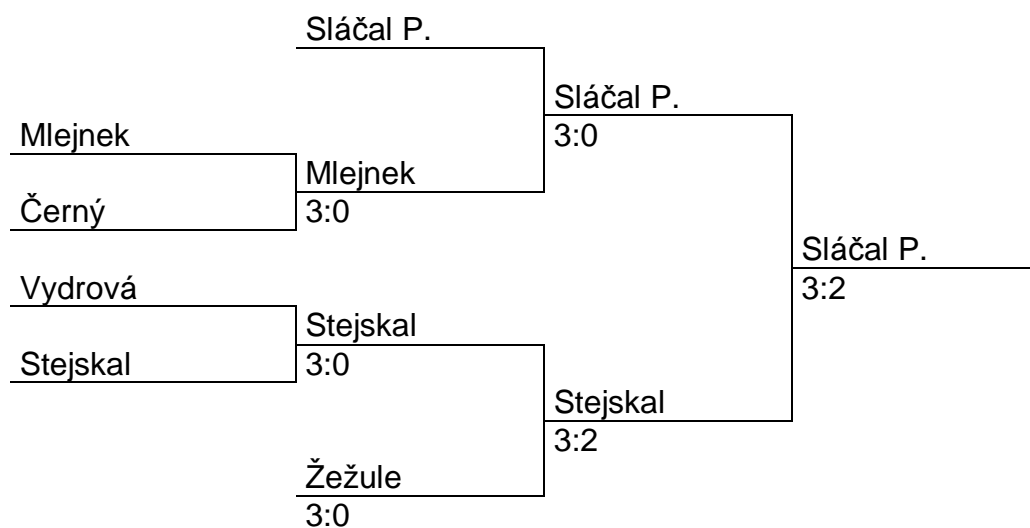 Sláčal P.
Sláčal P.
3:0
Mlejnek
Mlejnek
3:0
Černý
Sláčal P.
3:2
Vydrová
Stejskal
3:0
Stejskal
Stejskal
3:2
Žežule
3:0